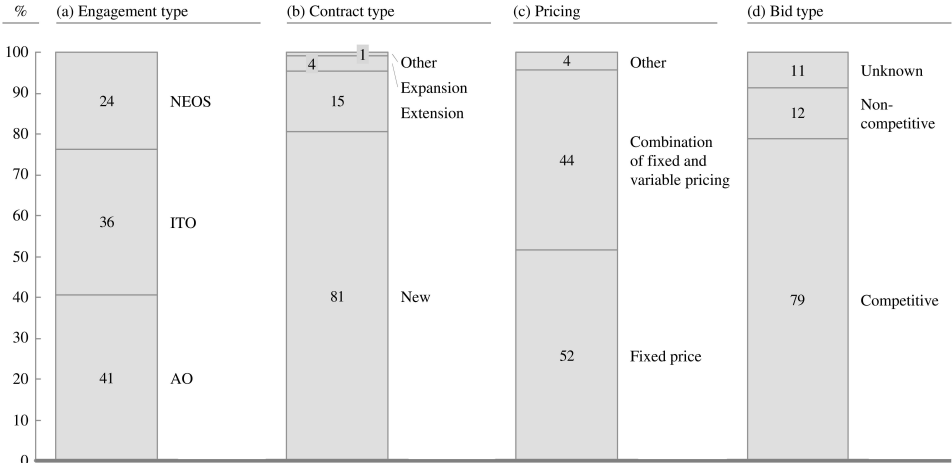 % (a) Engagement type (b) Contract type (c) Pricing (d) Bid type
100
90
80
70
60
50
40
30
20
10
0
24 NEOS
36 ITO
41 AO
1 Other
4 Expansion
15 Extension
81 New
4 Other
44 Combination
of fixed and
variable pricing
52 Fixed price
11 Unknown
12 Non-
competitive
79 Competitive